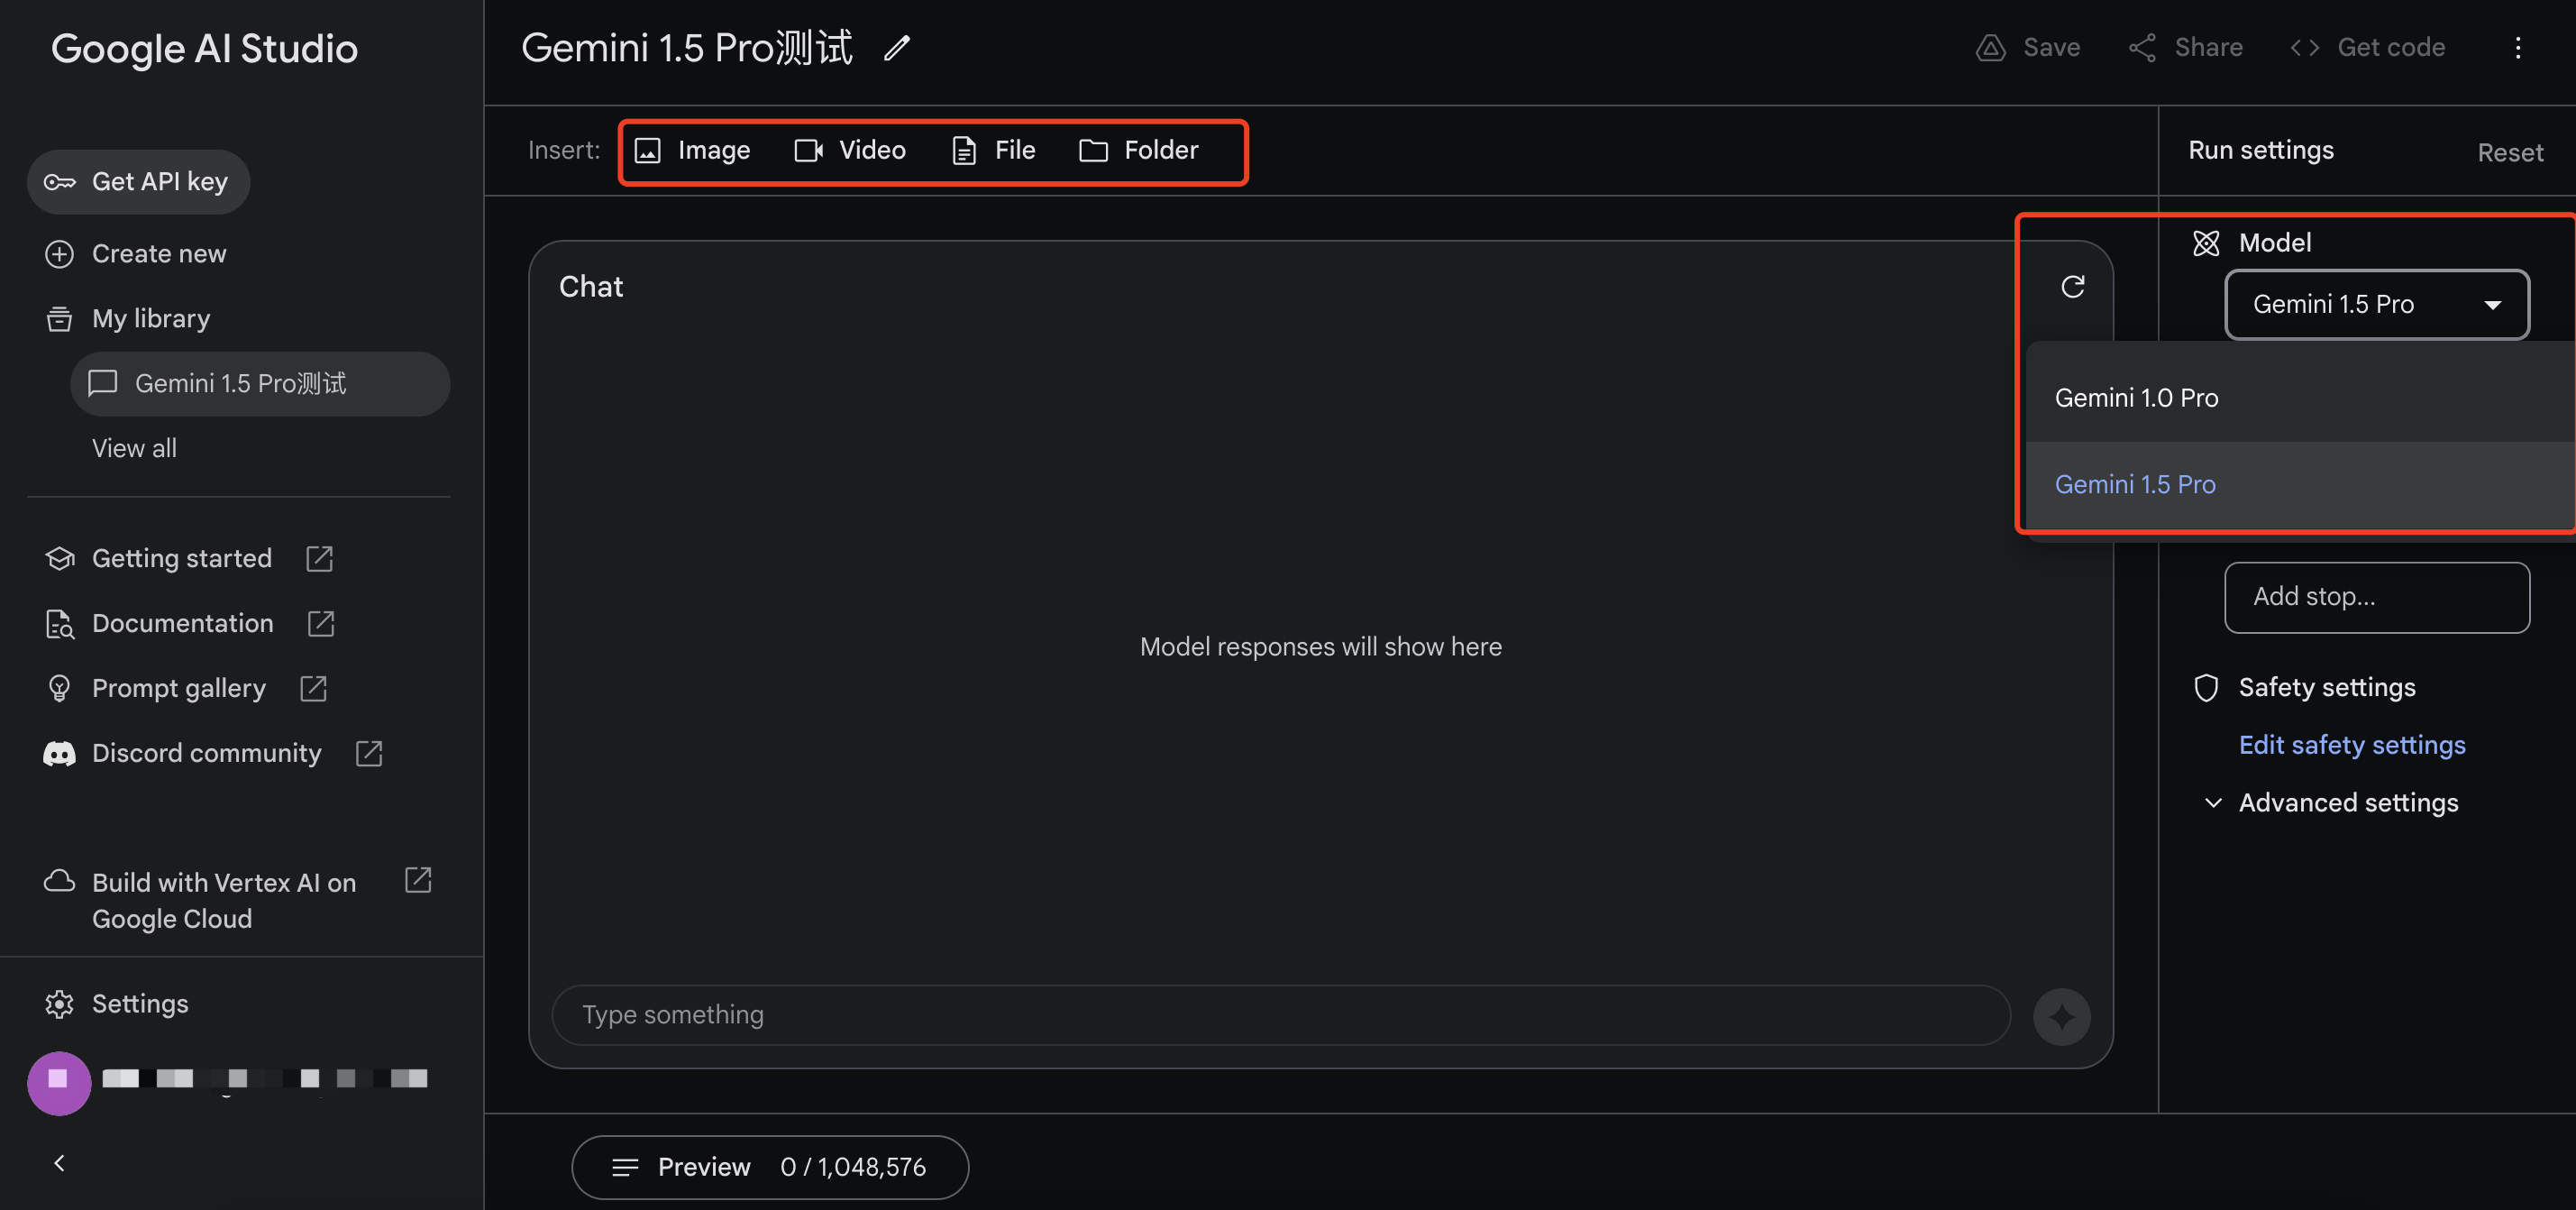 Google AI Studio
Get API key
Create new
My library
Gemini 1.5 Pro测试
View all
Getting started
Documentation
Prompt gallery
Discord community
Build with Vertex AI on
Google Cloud
Settings
Gemini 1.5 Pro测试
Save
Share
Get code
Insert:
Image
Video
File
Folder
Chat
Model responses will show here
Type something
Preview 0 / 1,048,576
Run settings
Reset
Model
Gemini 1.5 Pro
Gemini 1.0 Pro
Gemini 1.5 Pro
Add stop...
Safety settings
Edit safety settings
Advanced settings